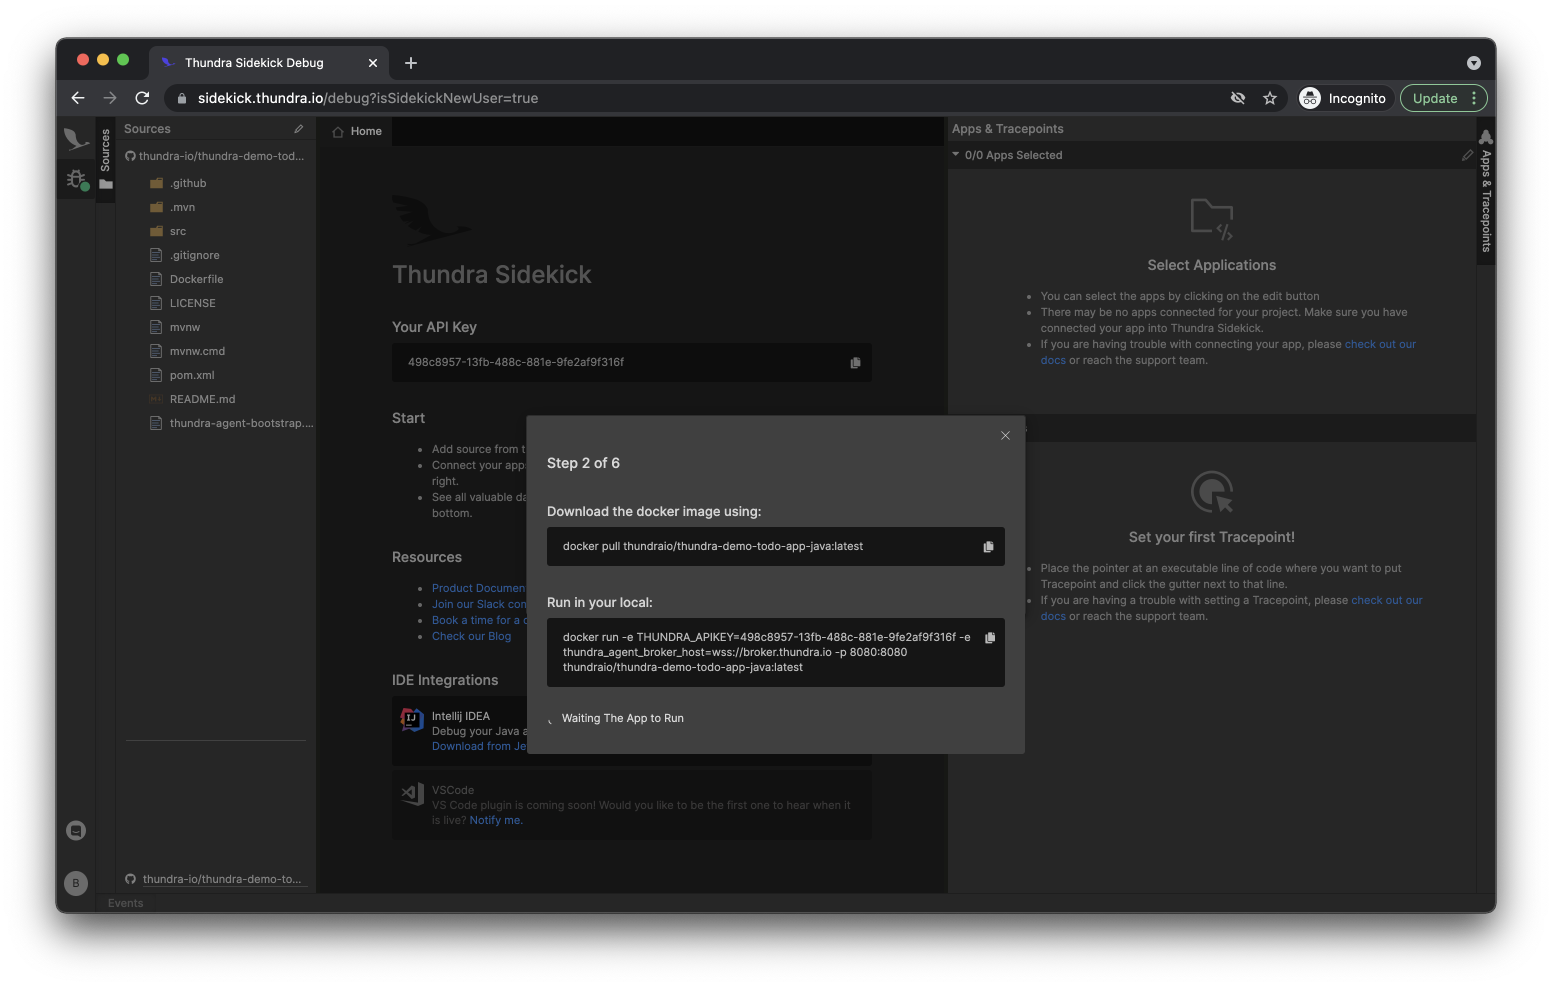 Thundra Sidekick Debug
sidekick.thundra.io/debug?isSidekickNewUser=true
Incognito
Update
Sources
Sources
thundra-io/thundra-demo-tod...
.github
.mvn
src
.gitignore
Dockerfile
LICENSE
mvnw
mvnw.cmd
pom.xml
README.md
thundra-agent-bootstrap....
thundra-io/thundra-demo-to...
B
Events
Home
Thundra Sidekick
Your API Key
498c8957-13fb-488c-881e-9fe2af9f316f
Start
Add source from t
Connect your app
right.
See all valuable da
bottom.
Resources
Product Documen
Join our Slack con
Book a time for a
Check our Blog
IDE Integrations
IJ
Intellij IDEA
Debug your Java a
Download from Je
VSCode
VS Code plugin is coming soon! Would you like to be the first one to hear when it
is live? Notify me.
Step 2 of 6
Download the docker image using:
docker pull thundraio/thundra-demo-todo-app-java:latest
Run in your local:
docker run -e THUNDRA_APIKEY=498c8957-13fb-488c-881e-9fe2af9f316f -e
thundra_agent_broker_host=wss://broker.thundra.io -p 8080:8080
thundraio/thundra-demo-todo-app-java:latest
Waiting The App to Run
Apps & Tracepoints
0/0 Apps Selected
Select Applications
You can select the apps by clicking on the edit button
There may be no apps connected for your project. Make sure you have
connected your app into Thundra Sidekick.
If you are having trouble with connecting your app, please check out our
docs or reach the support team.
Set your first Tracepoint!
Place the pointer at an executable line of code where you want to put
Tracepoint and click the gutter next to that line.
If you are having a trouble with setting a Tracepoint, please check out our
docs or reach the support team.
Apps & Tracepoints